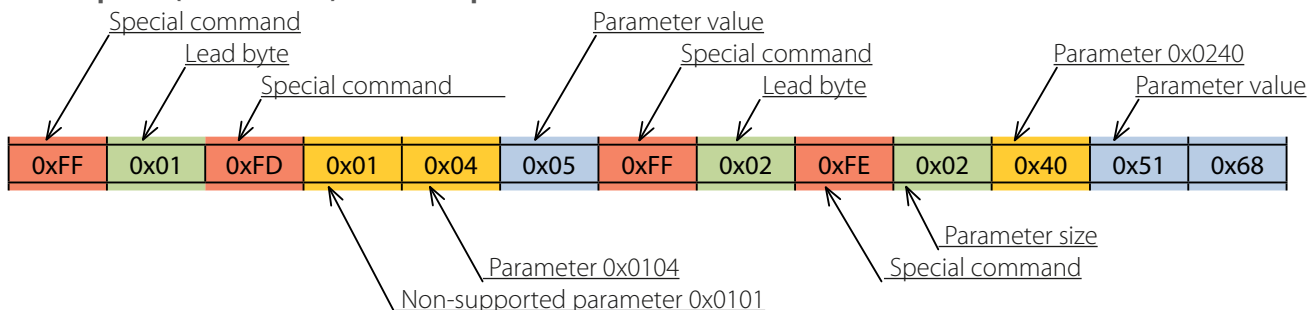 Special command
Parameter value
Lead byte
Special command
Parameter 0x0240
Special command
Lead byte
Parameter value
0xFF 0x01 0xFD 0x01 0x04 0x05 0xFF 0x02 0xFE 0x02 0x40 0x51 0x68
Parameter size
Parameter 0x0104
Special command
Non-supported parameter 0x0101